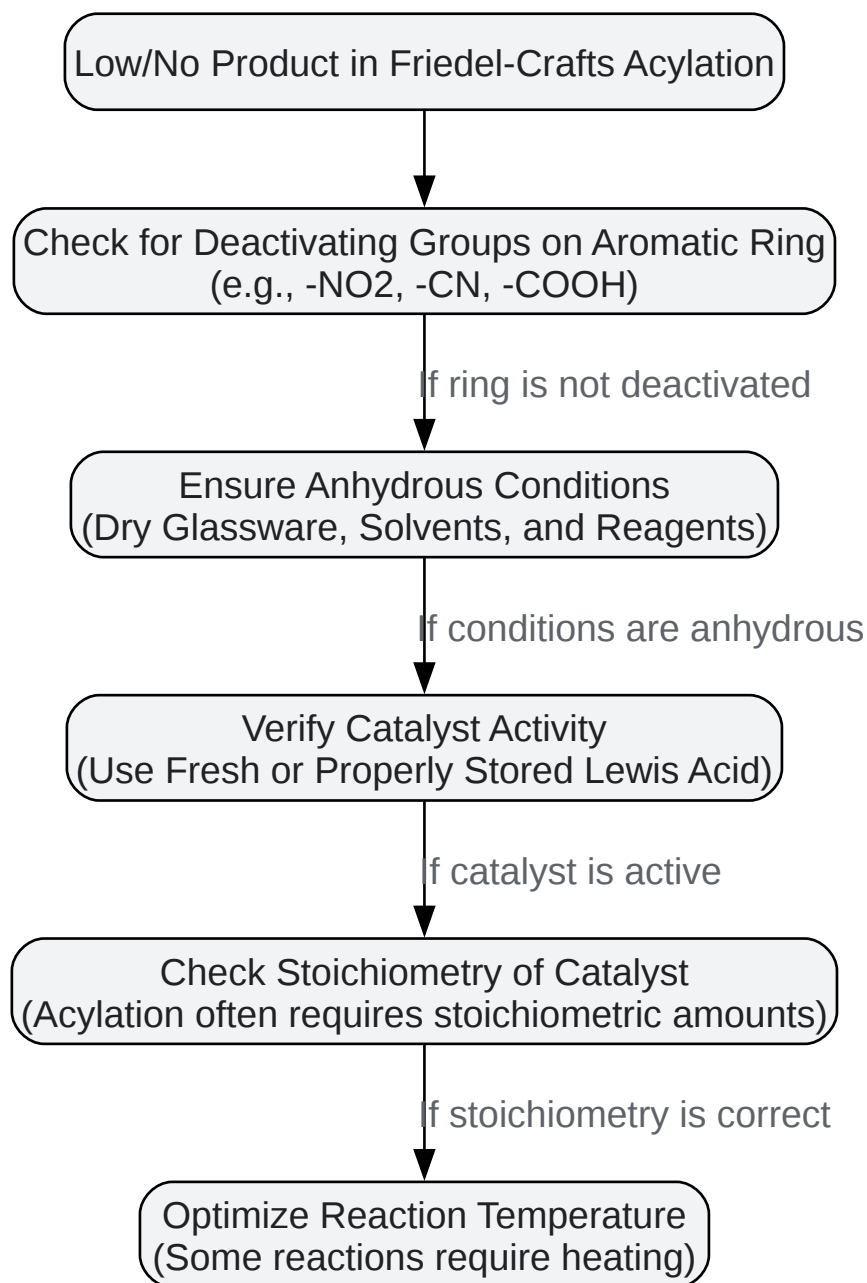 Low/No Product in Friedel-Crafts Acylation
Check for Deactivating Groups on Aromatic Ring
(e.g., -NO2, -CN, -COOH)
If ring is not deactivated
Ensure Anhydrous Conditions
(Dry Glassware, Solvents, and Reagents)
If conditions are anhydrous
Verify Catalyst Activity
(Use Fresh or Properly Stored Lewis Acid)
If catalyst is active
Check Stoichiometry of Catalyst
(Acylation often requires stoichiometric amounts)
If stoichiometry is correct
Optimize Reaction Temperature
(Some reactions require heating)